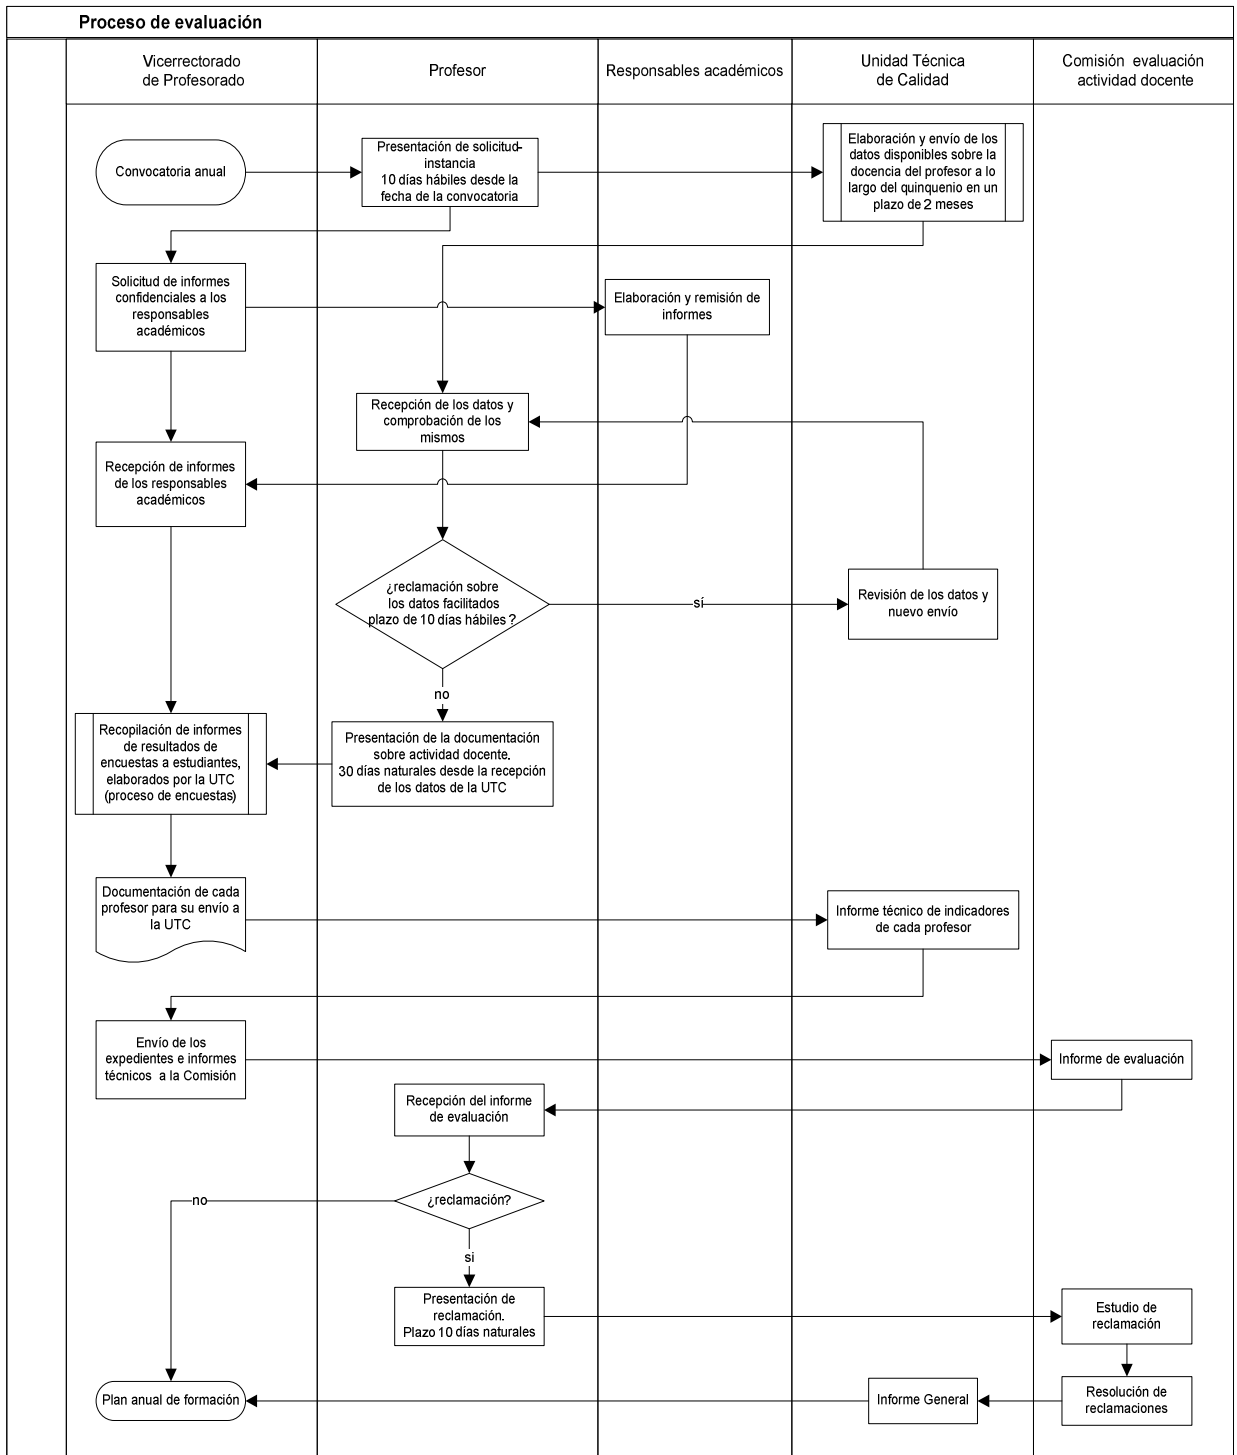 Proceso de evaluación
Vicerrectorado
de Profesorado
Profesor
Responsables académicos
Unidad Técnica
de Calidad
Comisión evaluación
actividad docente
Convocatoria anual
Presentación de solicitud-
instancia
10 días hábiles desde la
fecha de la convocatoria
Elaboración y envío de los
datos disponibles sobre la
docencia del profesor a lo
largo del quinquenio en un
plazo de 2 meses
Solicitud de informes
confidenciales a los
responsables
académicos
Elaboración y remisión de
informes
Recepción de los datos y
comprobación de los
mismos
Recepción de informes
de los responsables
académicos
¿reclamación sobre
los datos facilitados
plazo de 10 días hábiles ?
sí
Revisión de los datos y
nuevo envío
no
Recopilación de informes
de resultados de
encuestas a estudiantes,
elaborados por la UTC
(proceso de encuestas)
Presentación de la documentación
sobre actividad docente.
30 días naturales desde la recepción
de los datos de la UTC
Documentación de cada
profesor para su envío a
la UTC
Informe técnico de indicadores
de cada profesor
Envío de los
expedientes e informes
técnicos a la Comisión
Informe de evaluación
Recepción del informe
de evaluación
¿reclamación?
no
si
Presentación de
reclamación.
Plazo 10 días naturales
Estudio de
reclamación
Plan anual de formación
Informe General
Resolución de
reclamaciones